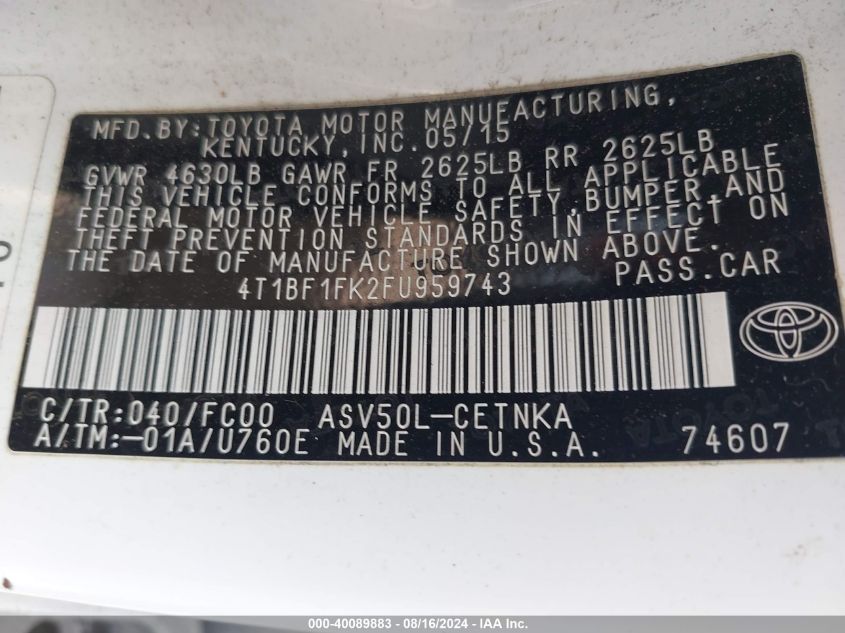 MFD.BY:TOYOTA MOTOR MANUFACTURING,
KENTUCKY, INC. 05/15
GVWR 4630LB GAWR FR 2625LB RR 2625LB
THIS VEHICLE CONFORMS TO ALL APPLICABLE
FEDERAL MOTOR VEHICLE SAFETY, BUMPER AND
THEFT PREVENTION STANDARDS IN EFFECT ON
THE DATE OF MANUFACTURE SHOWN ABOVE.
4T1BF1FK2FU959743 PASS.CAR
C/TR:040/FC00 ASV50L-CETNKA
A/TM:-01A/U760E MADE IN U.S.A. 74607
000-40089883 - 08/16/2024 - IAA Inc.